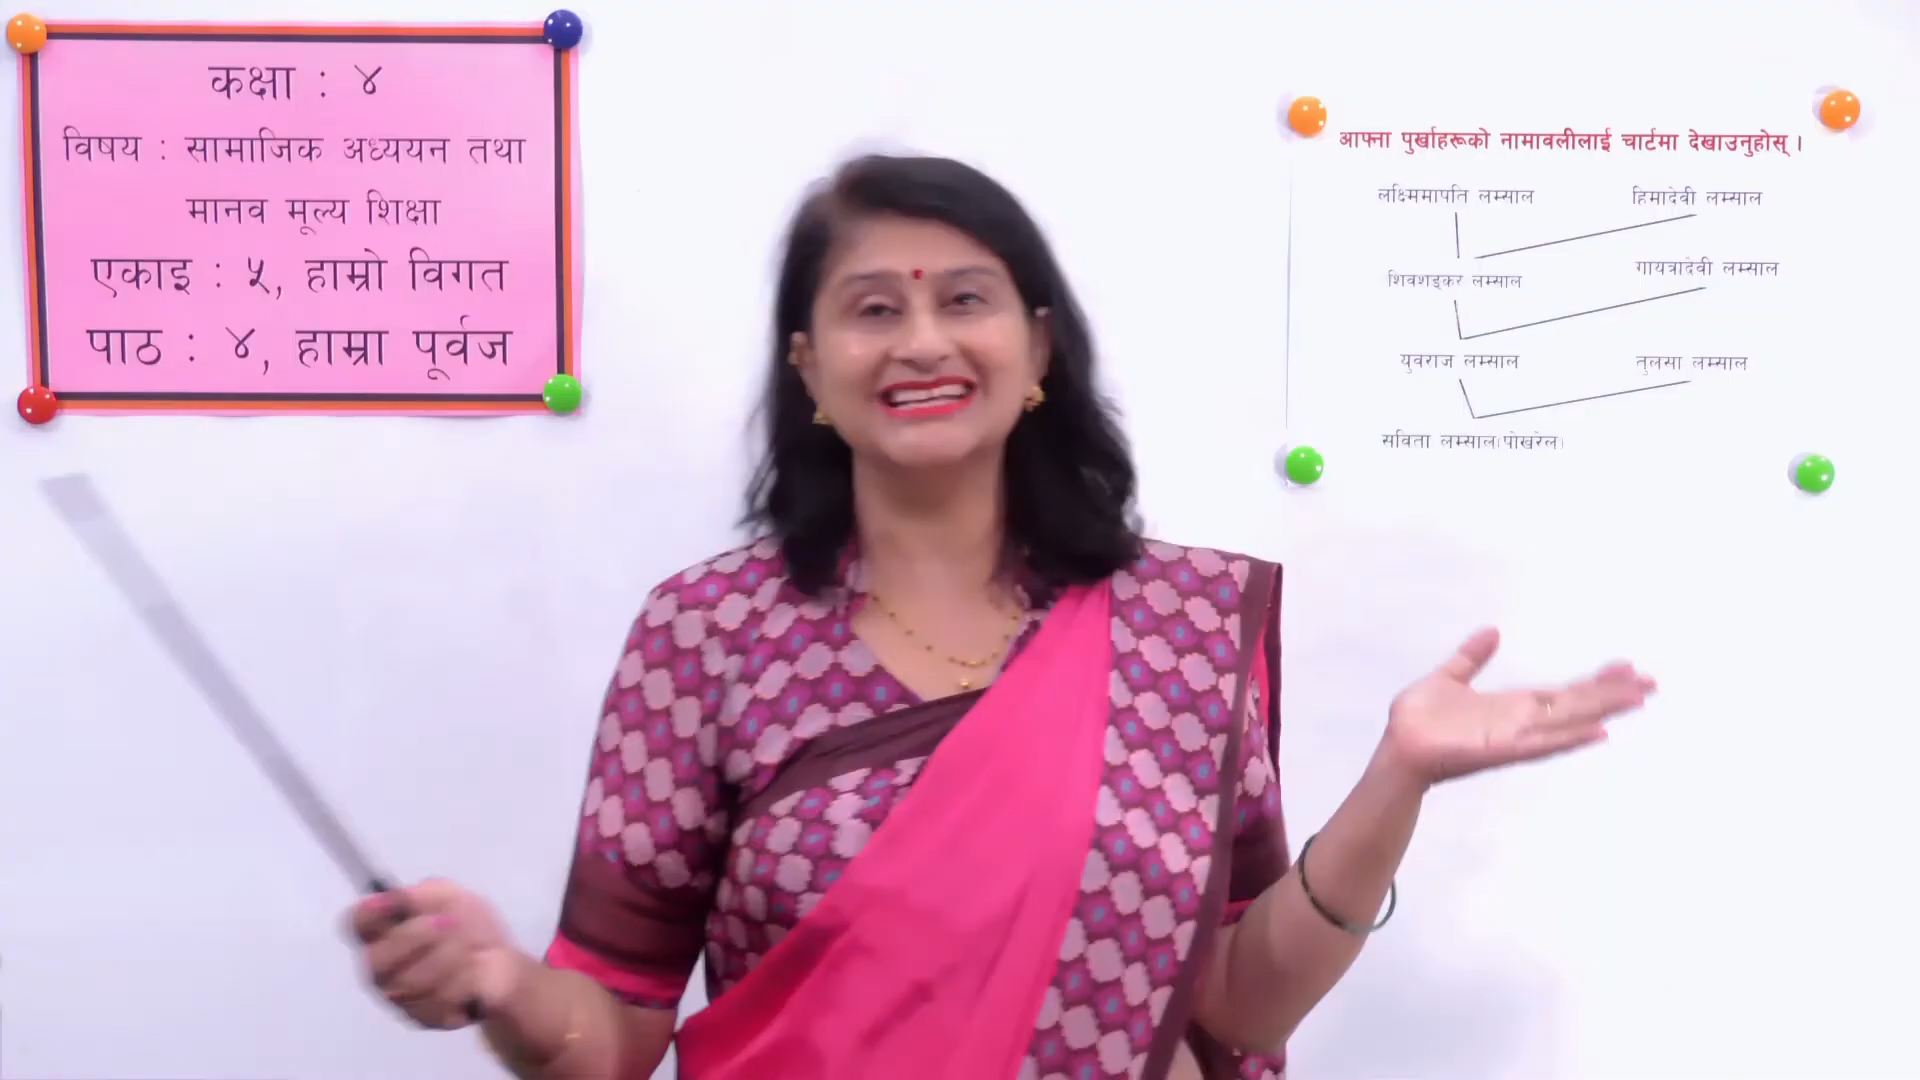 कक्षा : ४
विषय : सामाजिक अध्ययन तथा
मानव मूल्य शिक्षा
एकाइ : ५, हाम्रो विगत
पाठ : ४, हाम्रा पूर्वज
आफ्ना पुर्खाहरूको नामावलीलाई चार्टमा देखाउनुहोस् ।
लक्ष्मिमापति लम्साल हिमादेवी लम्साल
शिवशङ्कर लम्साल गायत्रादेवी लम्साल
युवराज लम्साल तुलसा लम्साल
सविता लम्साल(पोखरेल)